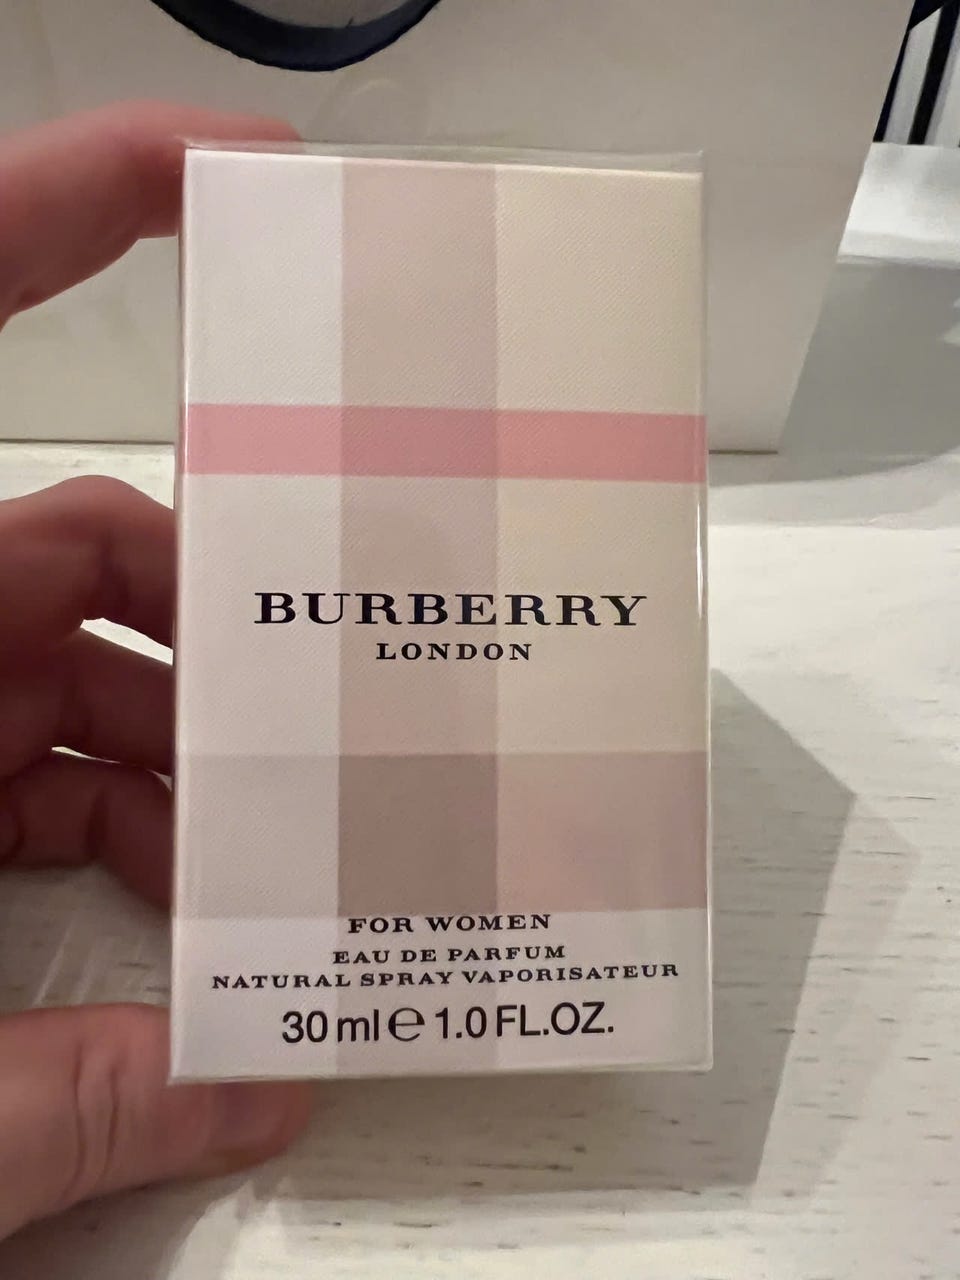 BURBERRY
LONDON
FOR WOMEN
EAU DE PARFUM
NATURAL SPRAY VAPORISATEUR
30 ml ℮ 1.0 FL.OZ.